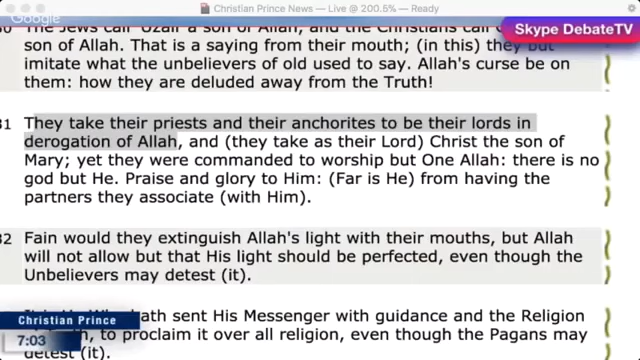 Christian Prince News — Live @ 200.5% — Ready
Google
Skype DebateTV
The Jews call 'Uzair a son of Allah, and the Christians call
son of Allah. That is a saying from their mouth; (in this) they but
imitate what the unbelievers of old used to say. Allah's curse be on
them: how they are deluded away from the Truth!
31 They take their priests and their anchorites to be their lords in
derogation of Allah, and (they take as their Lord) Christ the son of
Mary; yet they were commanded to worship but One Allah: there is no
god but He. Praise and glory to Him: (Far is He) from having the
partners they associate (with Him).
32 Fain would they extinguish Allah's light with their mouths, but Allah
will not allow but that His light should be perfected, even though the
Unbelievers may detest (it).
hath sent His Messenger with guidance and the Religion
to proclaim it over all religion, even though the Pagans may
detest (it).
Christian Prince
7:03